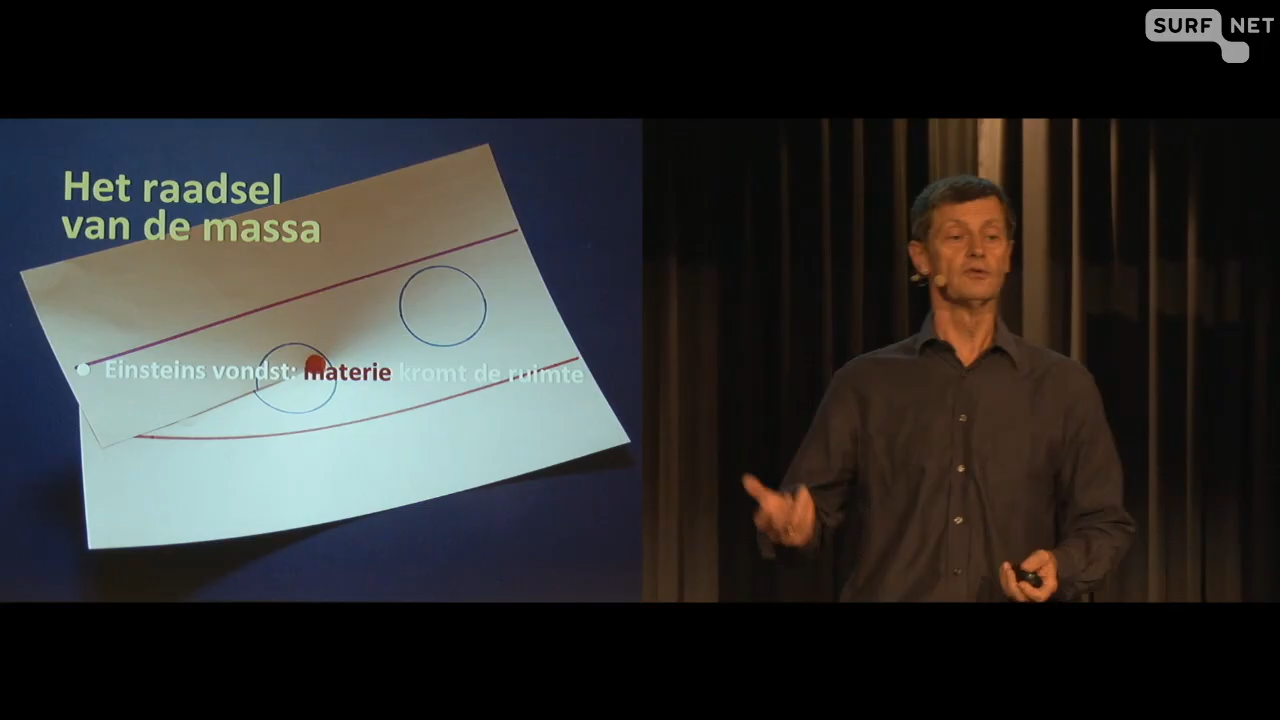 SURF NET
Het raadsel
van de massa
Einsteins vondst: materie kromt de ruimte